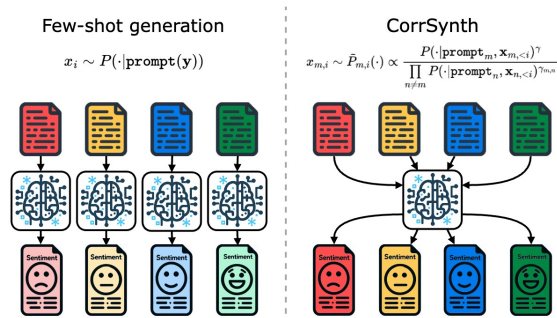 Few-shot generation
x_i ∼ P(·|prompt(y))
Sentiment
Sentiment
Sentiment
Sentiment
CorrSynth
x_{m,i} ∼ P̃_{m,i}(·) ∝ P(·|prompt_m, x_{m,<i})^γ / ∏_{n≠m} P(·|prompt_n, x_{n,<i})^{γ_{m,n}}
Sentiment
Sentiment
Sentiment
Sentiment